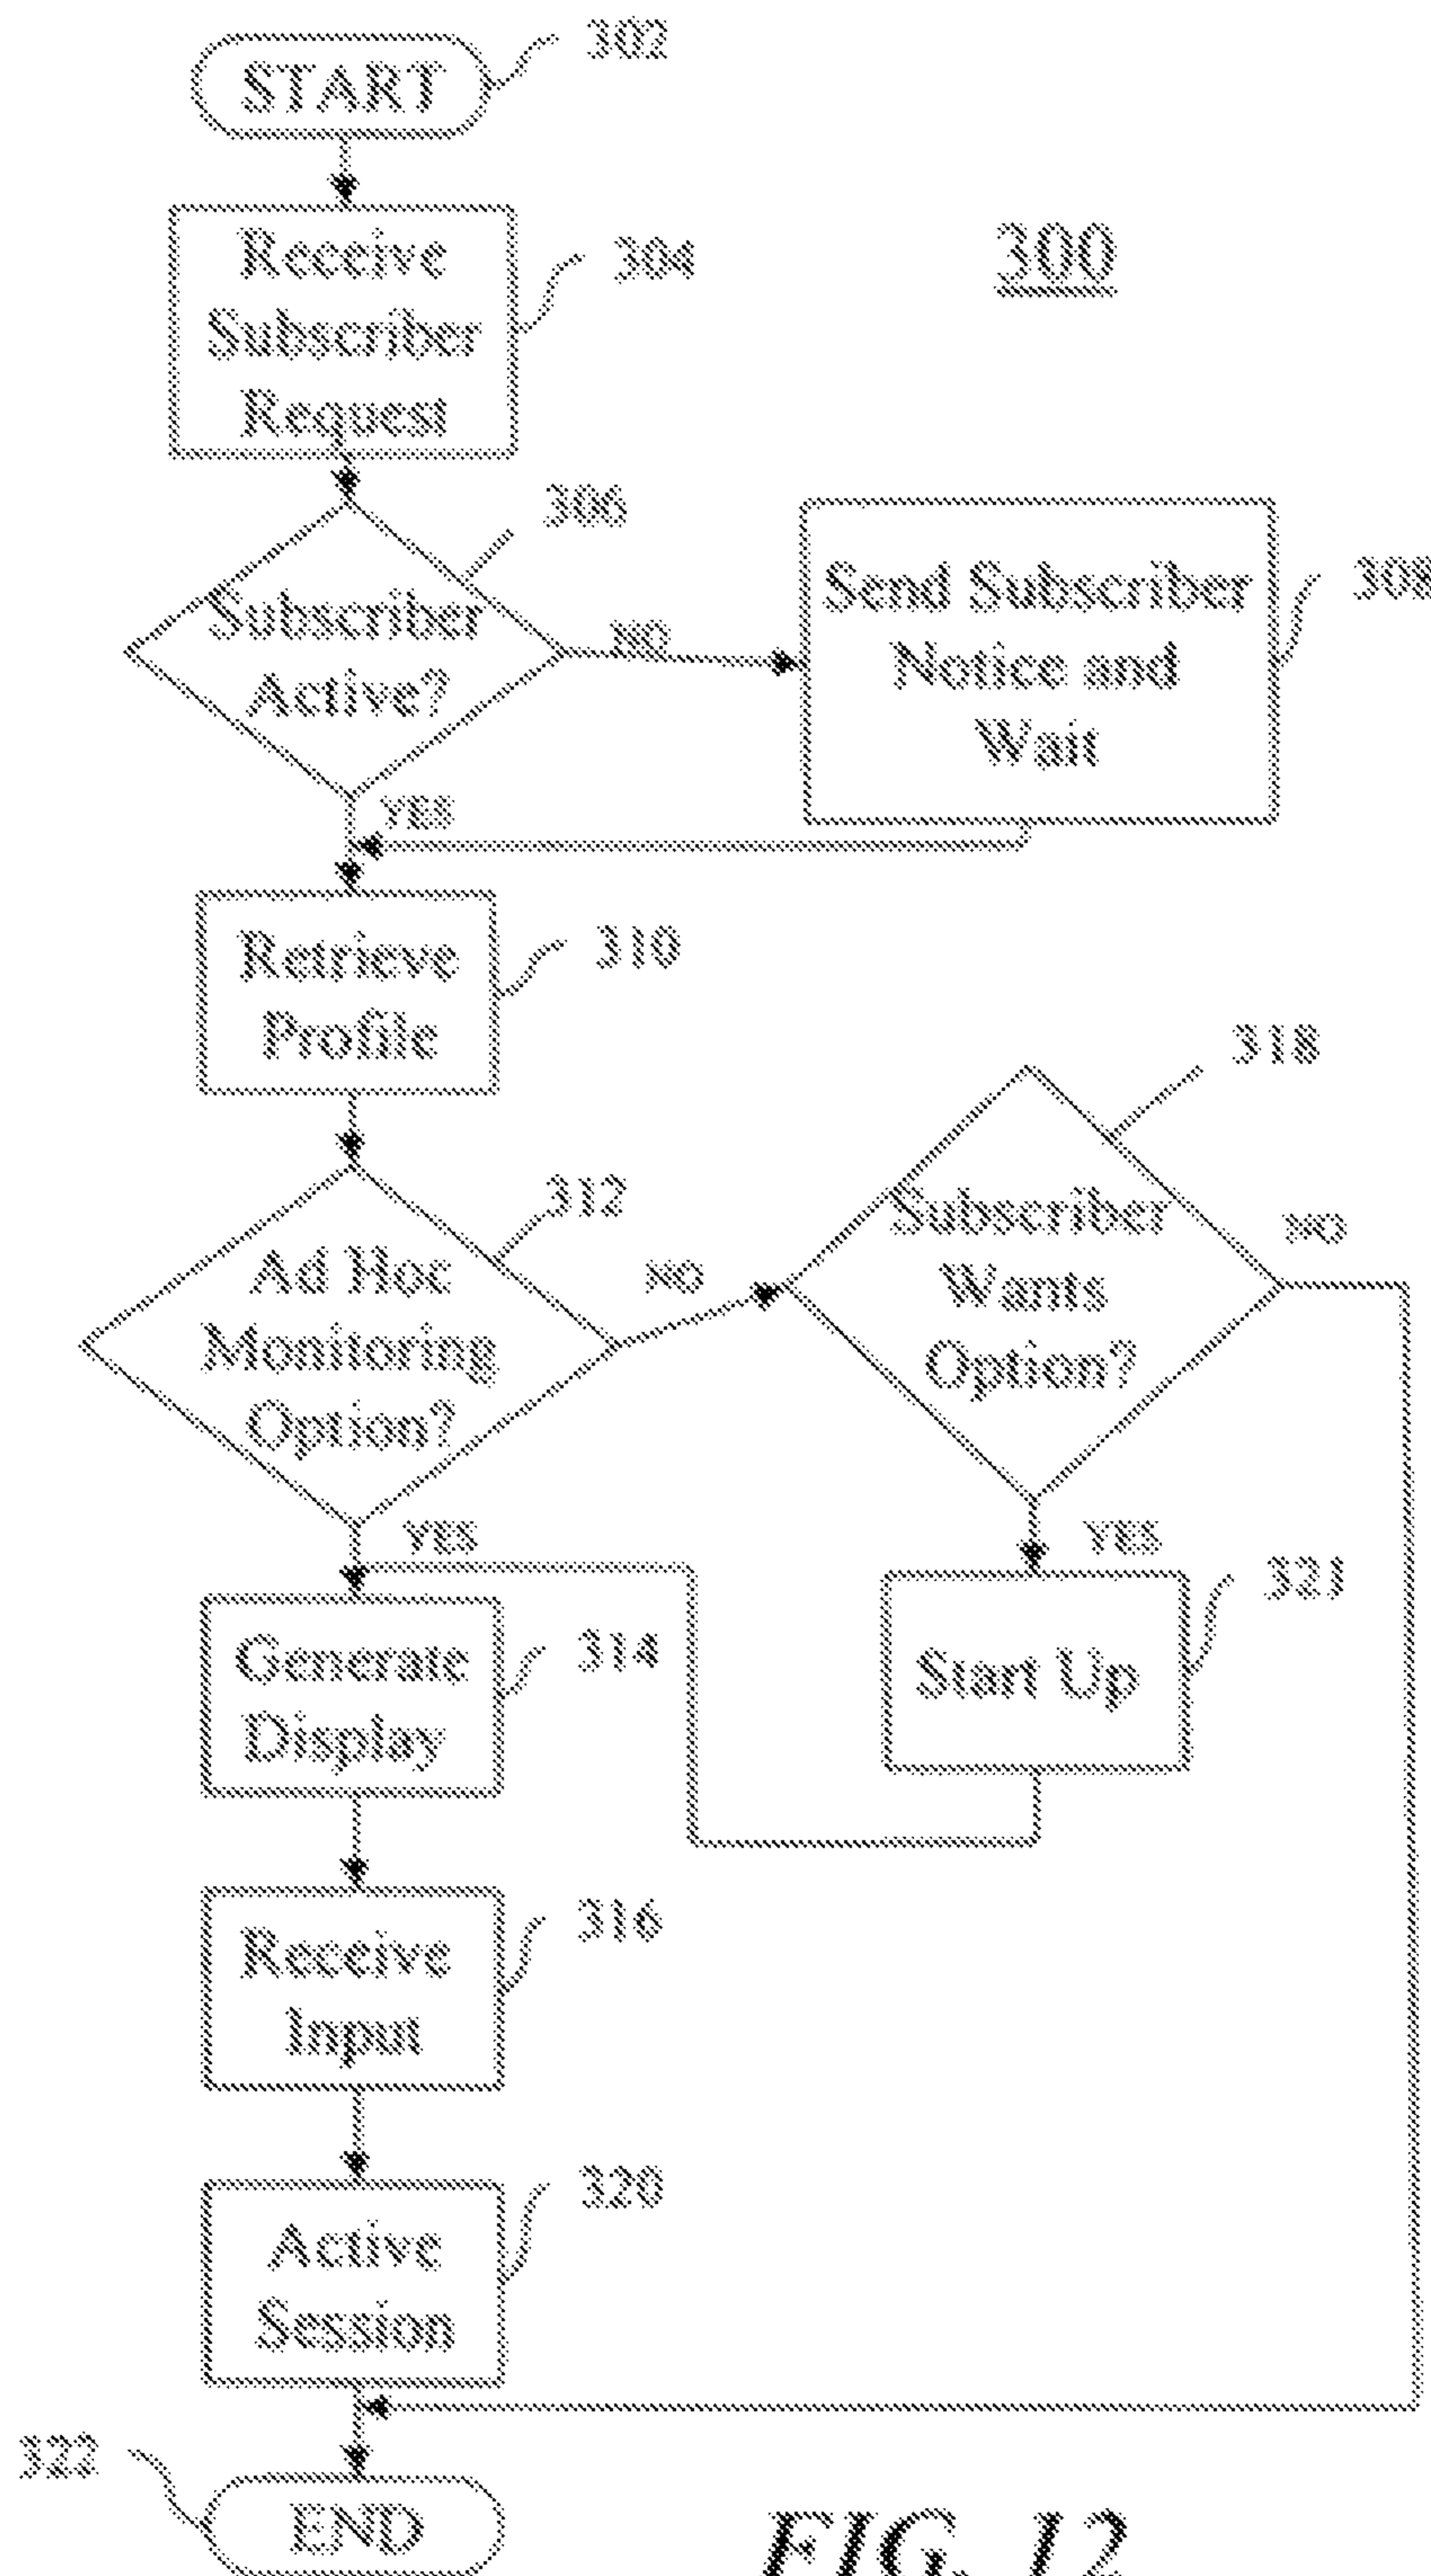 START
302
Receive
Subscriber
Request
304
300
306
Subscriber
Active?
NO
Send Subscriber
Notice and
Wait
308
YES
Retrieve
Profile
310
318
312
Ad Hoc
Monitoring
Option?
NO
Subscriber
Wants
Option?
NO
YES
YES
321
Generate
Display
314
Start Up
Receive
Input
316
Active
Session
320
322
END
FIG. 12